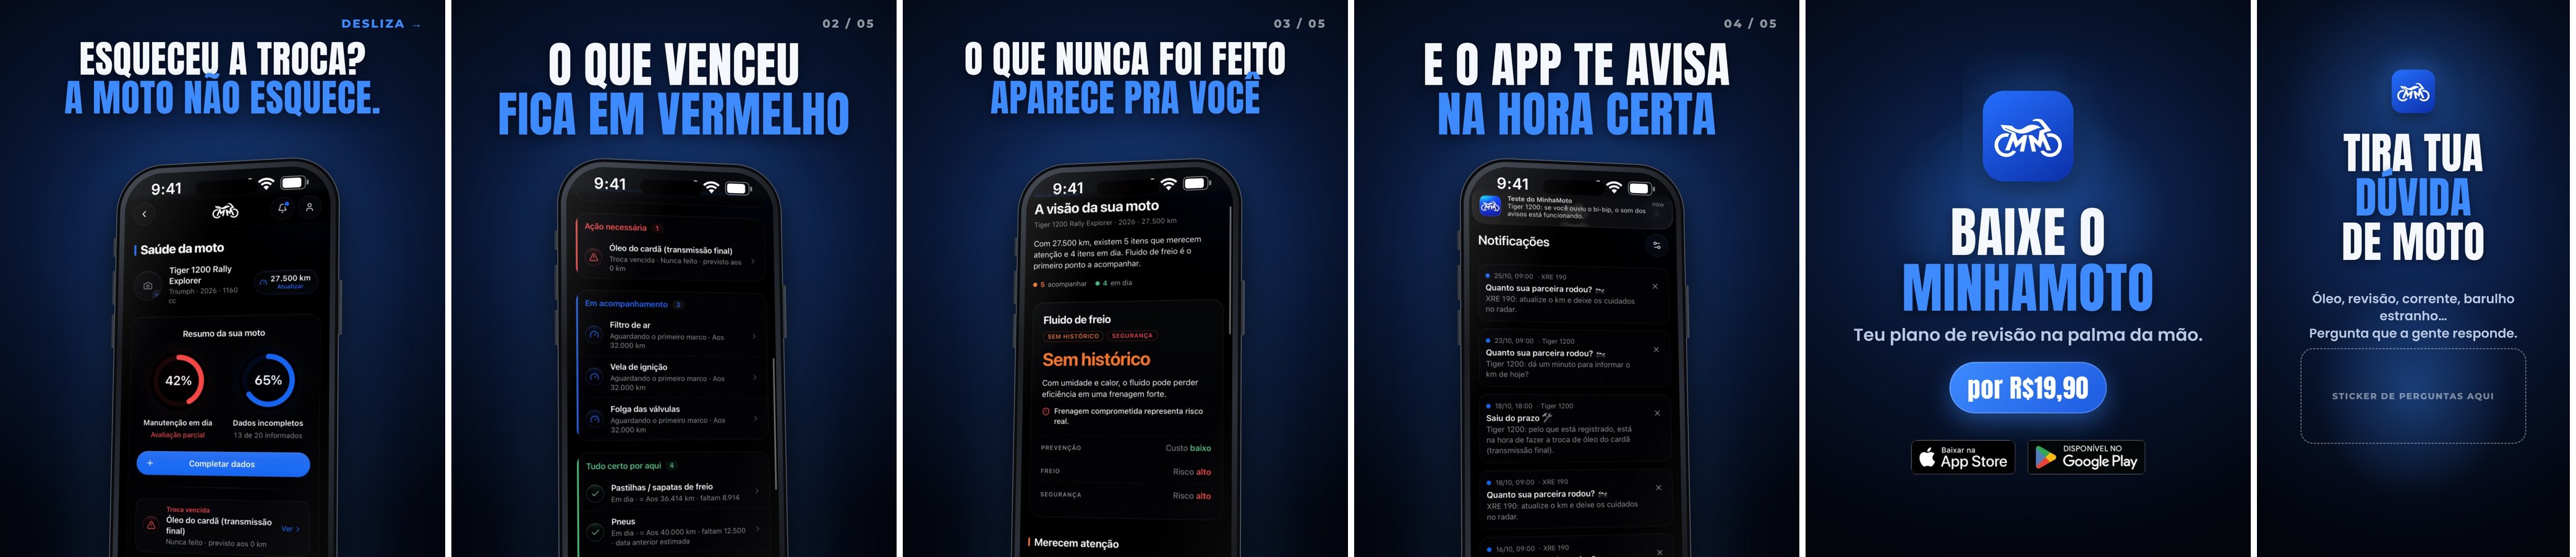 DESLIZA →
ESQUECEU A TROCA?
A MOTO NÃO ESQUECE.
9:41
MM
Saúde da moto
Tiger 1200 Rally
Explorer
Triumph · 2026 · 1160
cc
27.500 km
Atualizar
Resumo da sua moto
42%
65%
Manutenção em dia
Avaliação parcial
Dados incompletos
13 de 20 informados
+ Completar dados
Troca vencida
Óleo do cardã (transmissão
final)
Nunca feito · previsto aos 0 km
Ver >
02 / 05
O QUE VENCEU
FICA EM VERMELHO
9:41
Ação necessária 1
Óleo do cardã (transmissão final)
Troca vencida · Nunca feito · previsto aos
0 km
Em acompanhamento 3
Filtro de ar
Aguardando o primeiro marco · Aos
32.000 km
Vela de ignição
Aguardando o primeiro marco · Aos
32.000 km
Folga das válvulas
Aguardando o primeiro marco · Aos
32.000 km
Tudo certo por aqui 4
Pastilhas / sapatas de freio
Em dia · ≈ Aos 36.414 km · faltam 8.914
Pneus
Em dia · ≈ Aos 40.000 km · faltam 12.500
· data anterior estimada
03 / 05
O QUE NUNCA FOI FEITO
APARECE PRA VOCÊ
9:41
A visão da sua moto
Tiger 1200 Rally Explorer · 2026 · 27.500 km
Com 27.500 km, existem 5 itens que merecem
atenção e 4 itens em dia. Fluido de freio é o
primeiro ponto a acompanhar.
5 acompanhar
4 em dia
Fluido de freio
SEM HISTÓRICO
SEGURANÇA
Sem histórico
Com umidade e calor, o fluido pode perder
eficiência em uma frenagem forte.
Frenagem comprometida representa risco
real.
PREVENÇÃO
Custo baixo
FREIO
Risco alto
SEGURANÇA
Risco alto
Merecem atenção
04 / 05
E O APP TE AVISA
NA HORA CERTA
9:41
Teste do MinhaMoto
now
Tiger 1200: se você ouviu o bi-bip, o som dos
avisos está funcionando.
Notificações
25/10, 09:00 · XRE 190
Quanto sua parceira rodou? 🏍
XRE 190: atualize o km e deixe os cuidados
no radar.
23/10, 09:00 · Tiger 1200
Quanto sua parceira rodou? 🏍
Tiger 1200: dá um minuto para informar o
km de hoje?
18/10, 18:00 · Tiger 1200
Saiu do prazo 🛠
Tiger 1200: pelo que está registrado, está
na hora de fazer a troca de óleo do cardã
(transmissão final).
18/10, 09:00 · XRE 190
Quanto sua parceira rodou? 🏍
XRE 190: atualize o km e deixe os cuidados
no radar.
16/10, 09:00 · XRE 190
MM
BAIXE O
MINHAMOTO
Teu plano de revisão na palma da mão.
por R$19,90
Baixar na
App Store
DISPONÍVEL NO
Google Play
MM
TIRA TUA
DÚVIDA
DE MOTO
Óleo, revisão, corrente, barulho
estranho...
Pergunta que a gente responde.
STICKER DE PERGUNTAS AQUI